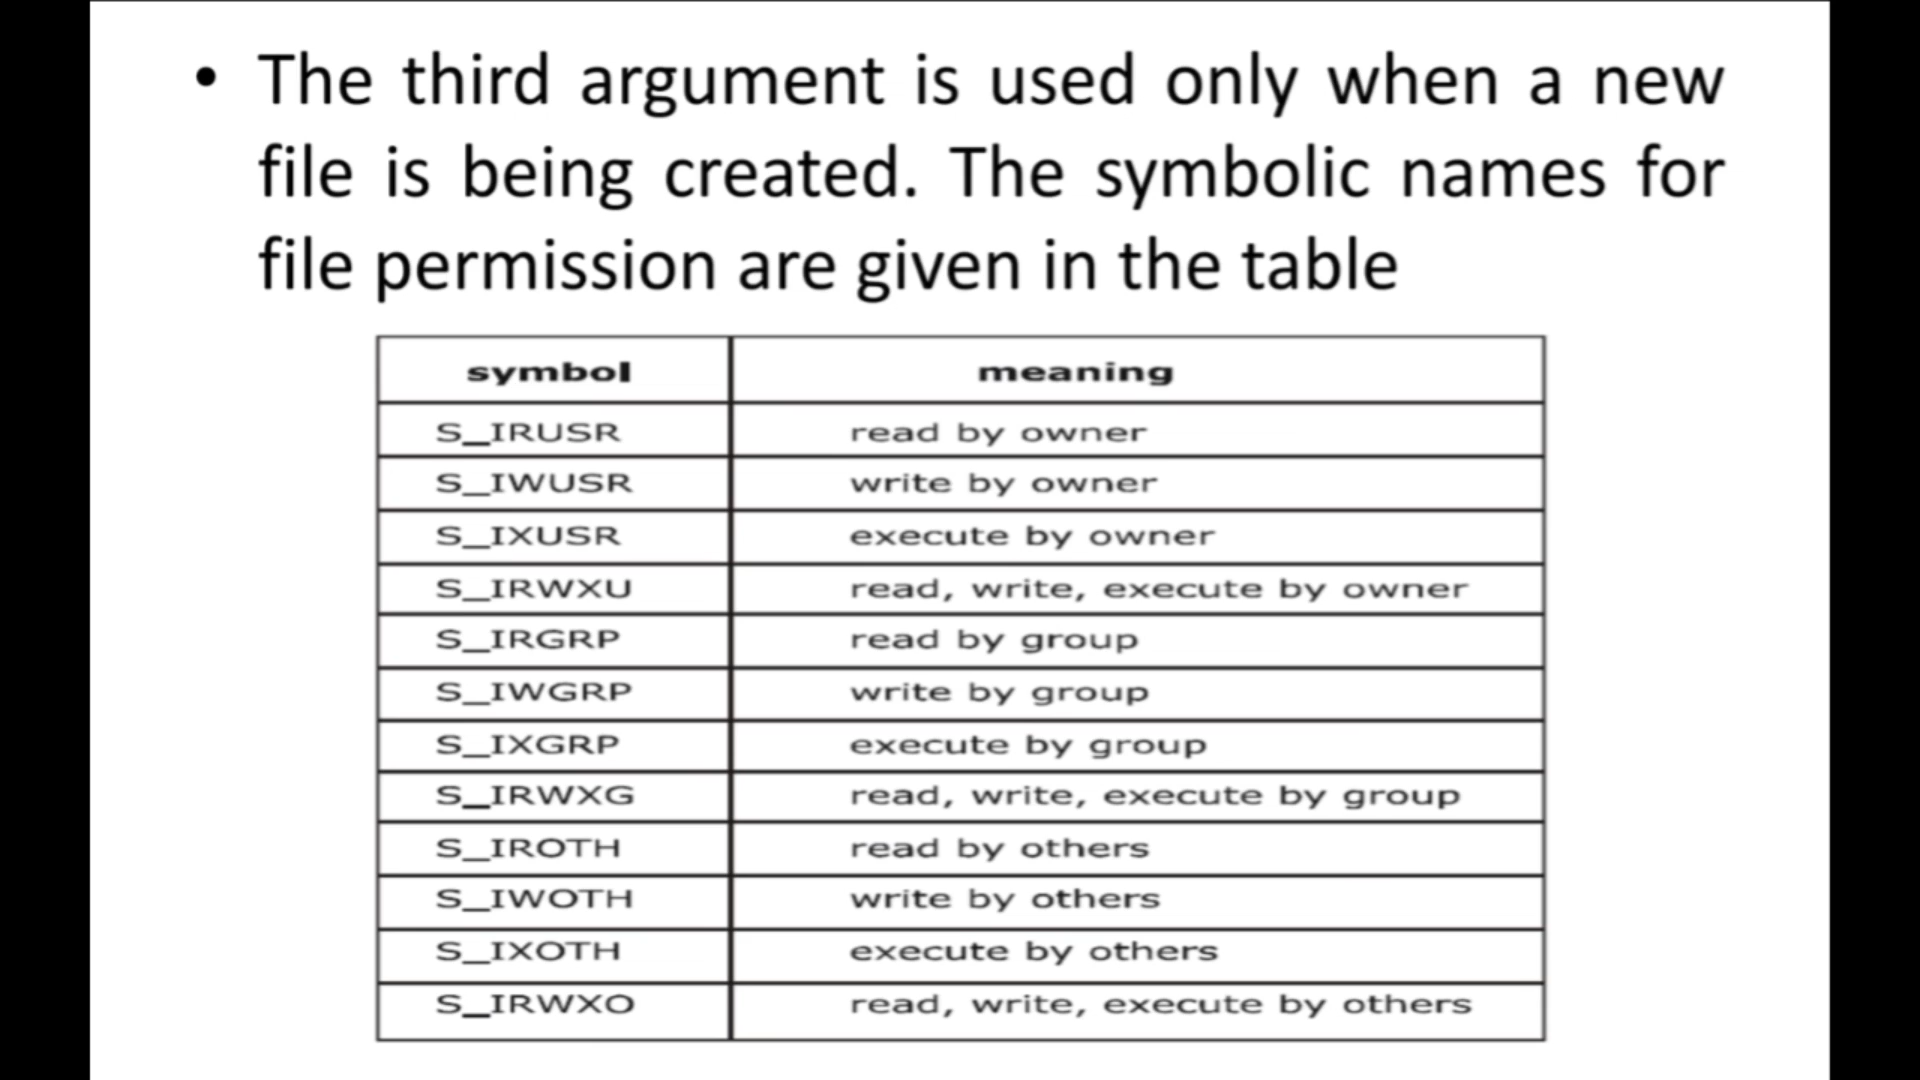 • The third argument is used only when a new
file is being created. The symbolic names for
file permission are given in the table
symbol meaning
S_IRUSR read by owner
S_IWUSR write by owner
S_IXUSR execute by owner
S_IRWXU read, write, execute by owner
S_IRGRP read by group
S_IWGRP write by group
S_IXGRP execute by group
S_IRWXG read, write, execute by group
S_IROTH read by others
S_IWOTH write by others
S_IXOTH execute by others
S_IRWXO read, write, execute by others